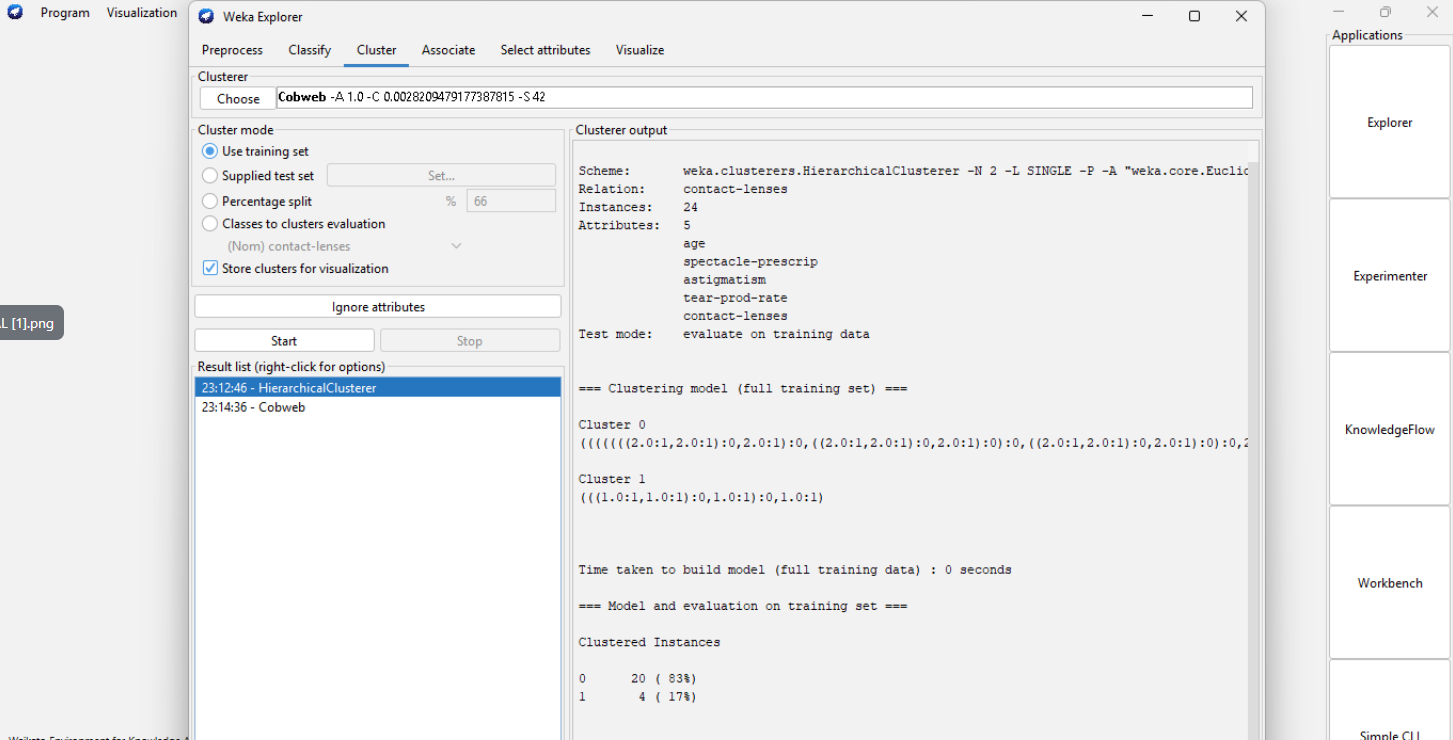 Program Visualization
Weka Explorer
Preprocess Classify Cluster Associate Select attributes Visualize
Clusterer
Choose Cobweb -A 1.0 -C 0.0028209479177387815 -S 42
Cluster mode
Use training set
Supplied test set Set...
Percentage split % 66
Classes to clusters evaluation
(Nom) contact-lenses
Store clusters for visualization
Ignore attributes
Start Stop
Result list (right-click for options)
23:12:46 - HierarchicalClusterer
23:14:36 - Cobweb
L [1].png
Clusterer output
Scheme: weka.clusterers.HierarchicalClusterer -N 2 -L SINGLE -P -A "weka.core.Euclid
Relation: contact-lenses
Instances: 24
Attributes: 5
age
spectacle-prescrip
astigmatism
tear-prod-rate
contact-lenses
Test mode: evaluate on training data
=== Clustering model (full training set) ===
Cluster 0
(((((((2.0:1,2.0:1):0,2.0:1):0,((2.0:1,2.0:1):0,2.0:1):0):0,((2.0:1,2.0:1):0,2.0:1):0):0,2
Cluster 1
(((1.0:1,1.0:1):0,1.0:1):0,1.0:1)
Time taken to build model (full training data) : 0 seconds
=== Model and evaluation on training set ===
Clustered Instances
0 20 ( 83%)
1 4 ( 17%)
Applications
Explorer
Experimenter
KnowledgeFlow
Workbench
Simple CLI